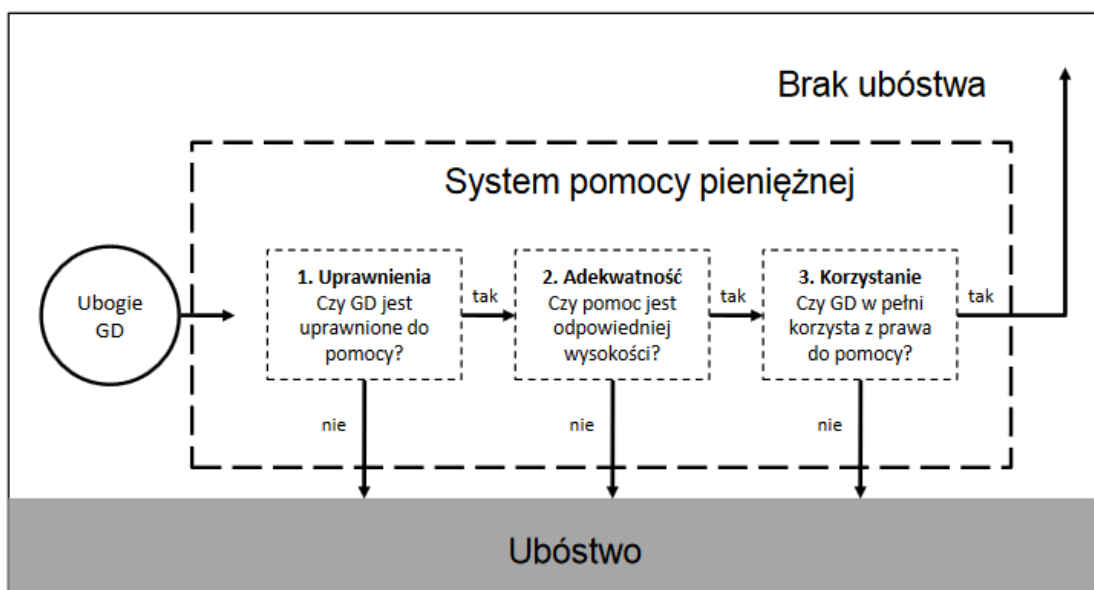 Brak ubóstwa
System pomocy pieniężnej
Ubogie
GD
1. Uprawnienia
Czy GD jest
uprawnione do
pomocy?
tak
2. Adekwatność
Czy pomoc jest
odpowiedniej
wysokości?
tak
3. Korzystanie
Czy GD w pełni
korzysta z prawa
do pomocy?
tak
nie
nie
nie
Ubóstwo